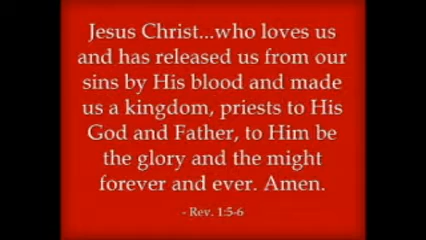 Jesus Christ...who loves us
and has released us from our
sins by His blood and made
us a kingdom, priests to His
God and Father, to Him be
the glory and the might
forever and ever. Amen.
- Rev. 1:5-6